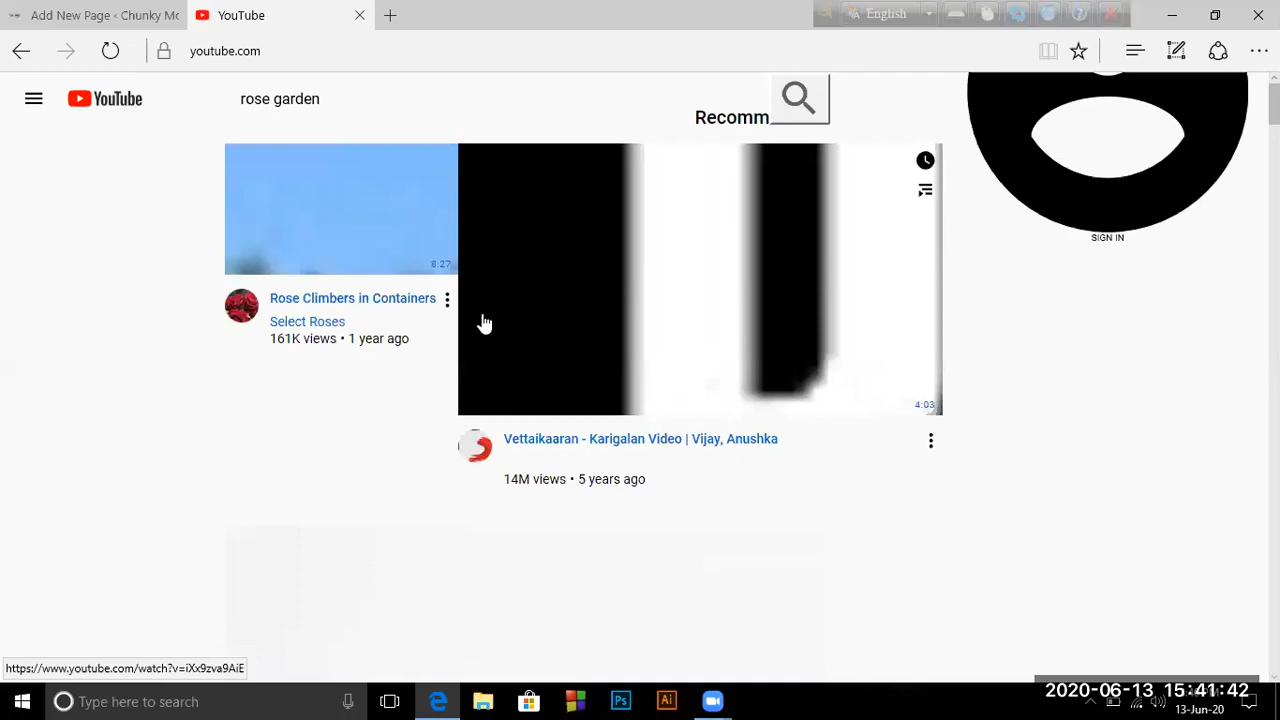 Add New Page < Chunky Mo
YouTube
English
youtube.com
YouTube
rose garden
Recomm
SIGN IN
8:27
4:03
Rose Climbers in Containers
Select Roses
161K views • 1 year ago
Vettaikaaran - Karigalan Video | Vijay, Anushka
14M views • 5 years ago
https://www.youtube.com/watch?v=iXx9zva9AiE
Type here to search
Ps
Ai
2020-06-13 15:41:42
13-Jun-20